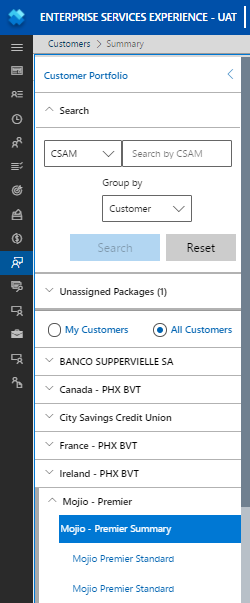 ENTERPRISE SERVICES EXPERIENCE - UAT
Customers > Summary
Customer Portfolio
Search
CSAM Search by CSAM
Group by
Customer
Search Reset
Unassigned Packages (1)
My Customers All Customers
BANCO SUPPERVIELLE SA
Canada - PHX BVT
City Savings Credit Union
France - PHX BVT
Ireland - PHX BVT
Mojio - Premier
Mojio - Premier Summary
Mojio Premier Standard
Mojio Premier Standard